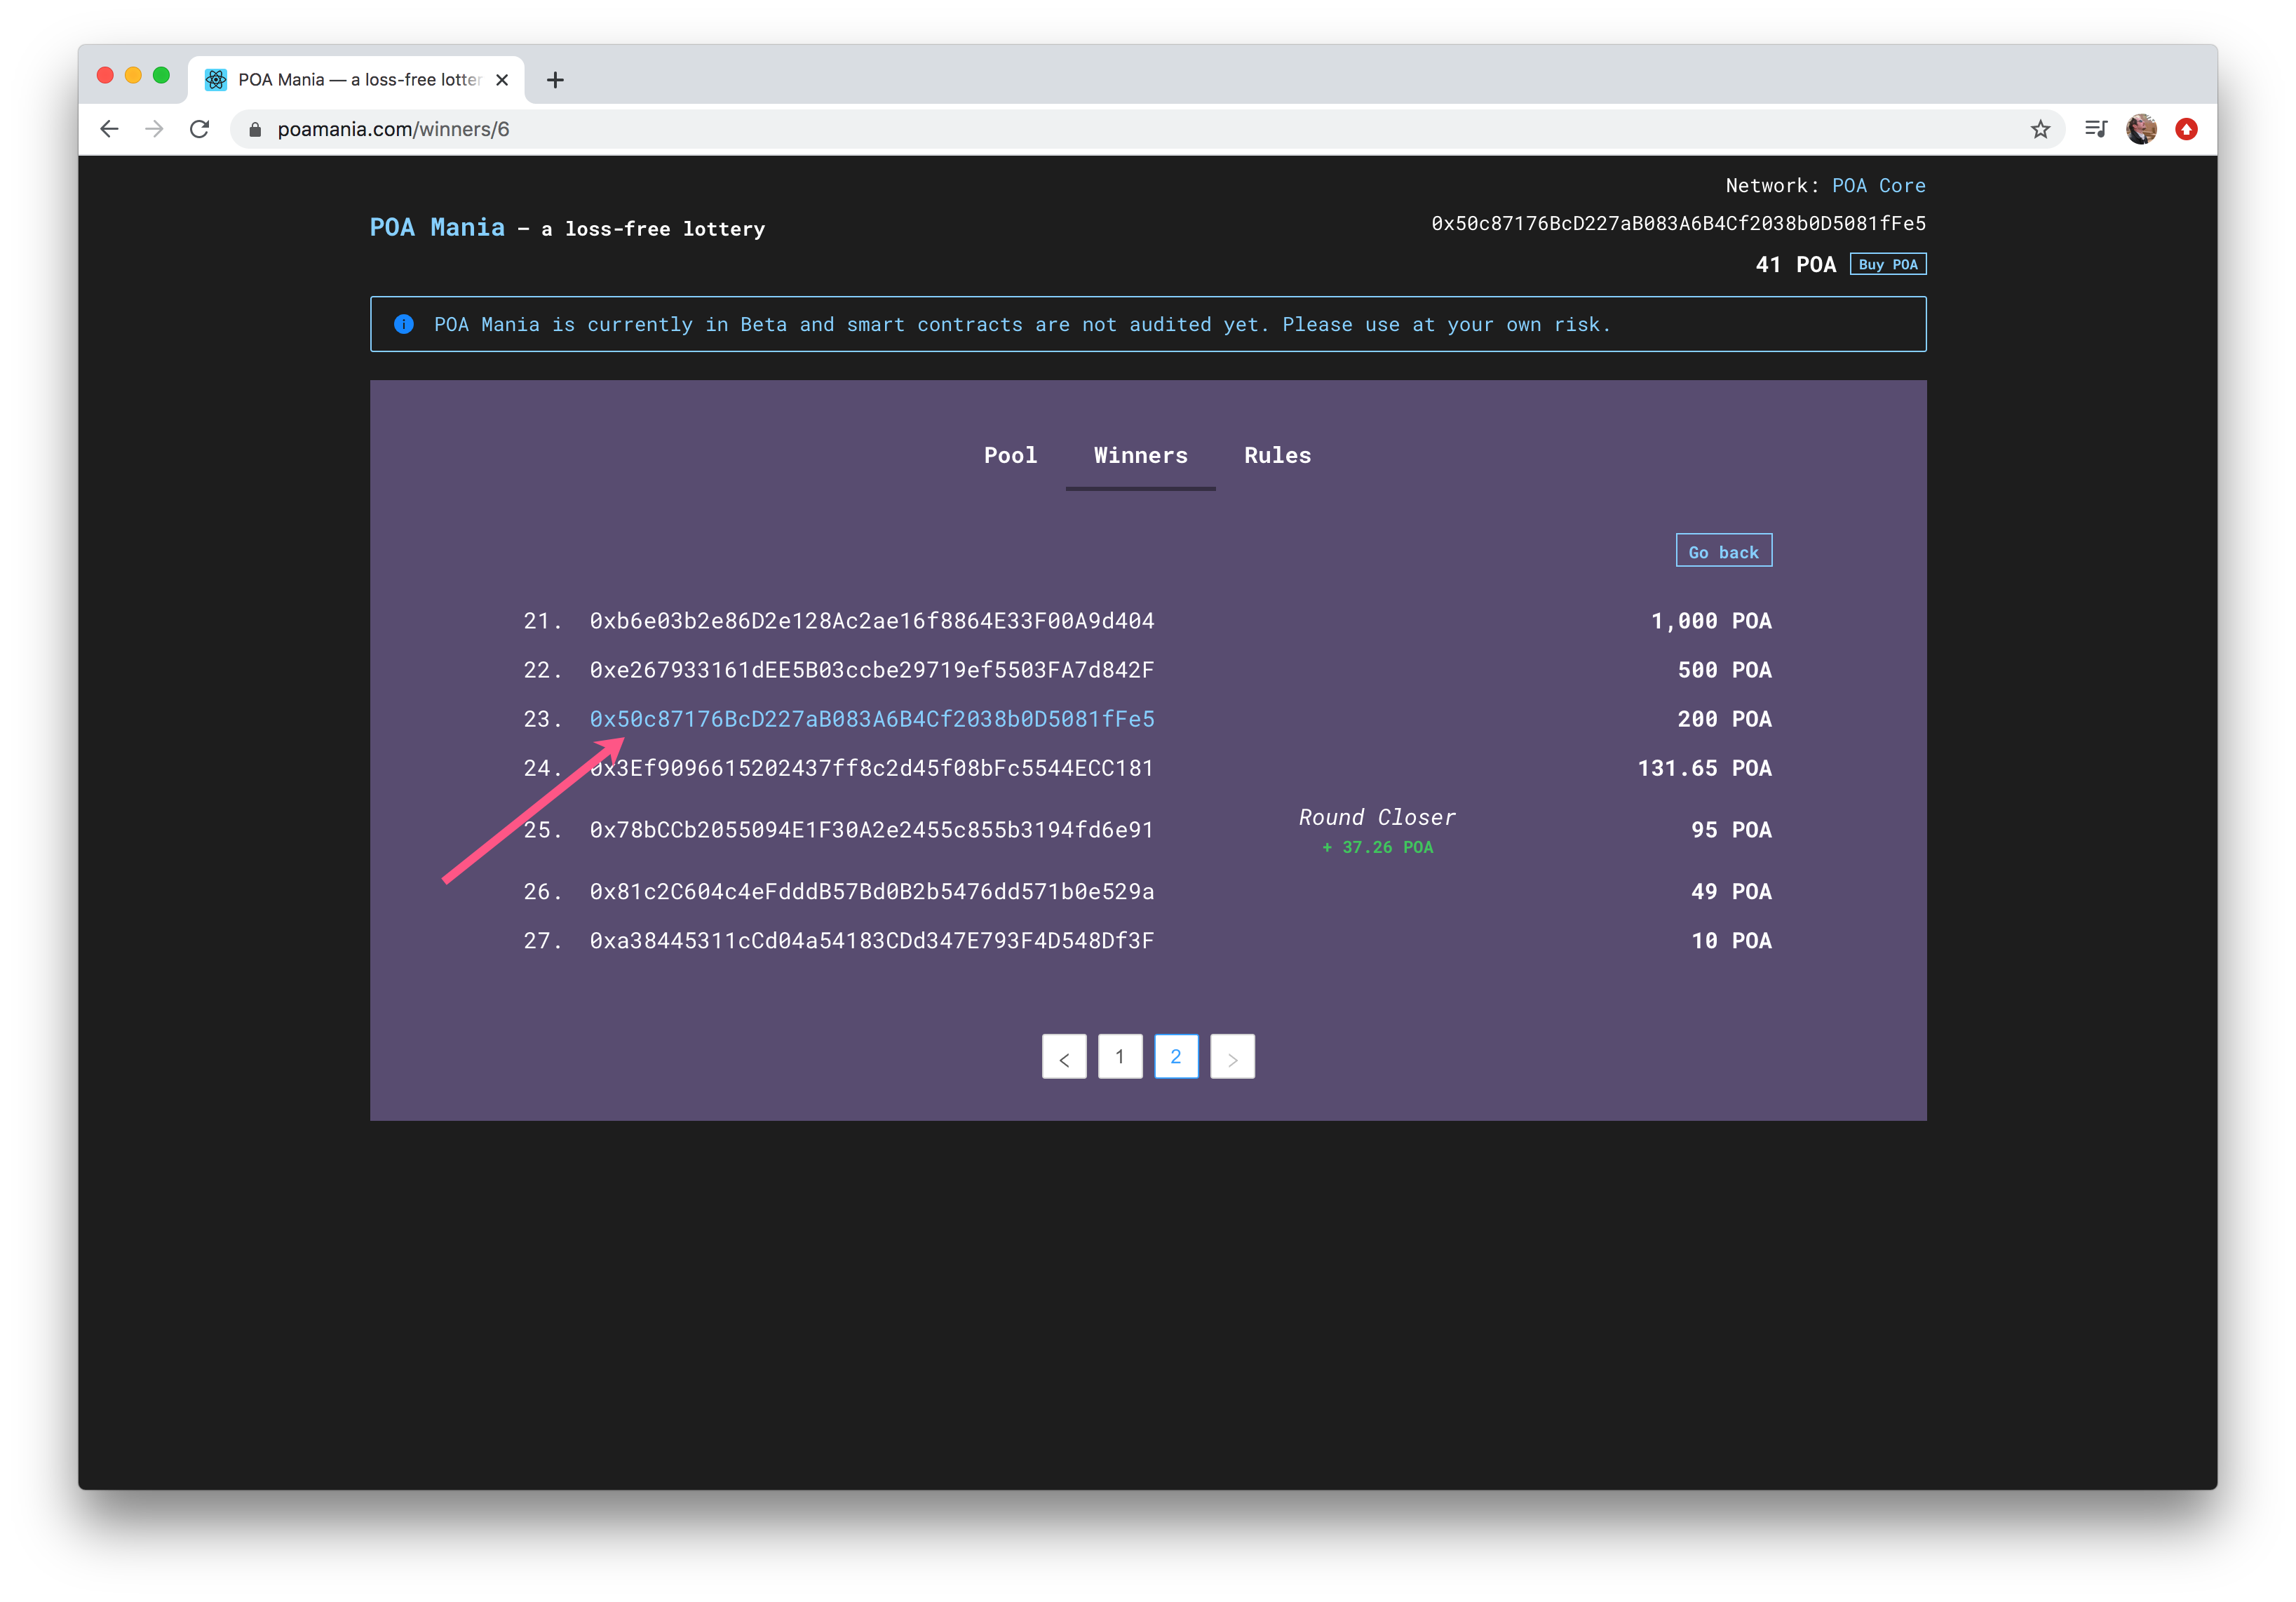 POA Mania — a loss-free lotter
poamania.com/winners/6
Network: POA Core
POA Mania – a loss-free lottery
0x50c87176BcD227aB083A6B4Cf2038b0D5081fFe5
41 POA Buy POA
POA Mania is currently in Beta and smart contracts are not audited yet. Please use at your own risk.
Pool Winners Rules
Go back
21. 0xb6e03b2e86D2e128Ac2ae16f8864E33F00A9d404 1,000 POA
22. 0xe267933161dEE5B03ccbe29719ef5503FA7d842F 500 POA
23. 0x50c87176BcD227aB083A6B4Cf2038b0D5081fFe5 200 POA
24. 0x3Ef9096615202437ff8c2d45f08bFc5544ECC181 131.65 POA
Round Closer
25. 0x78bCCb2055094E1F30A2e2455c855b3194fd6e91 95 POA
+ 37.26 POA
26. 0x81c2C604c4eFdddB57Bd0B2b5476dd571b0e529a 49 POA
27. 0xa38445311cCd04a54183CDd347E793F4D548Df3F 10 POA
< 1 2 >